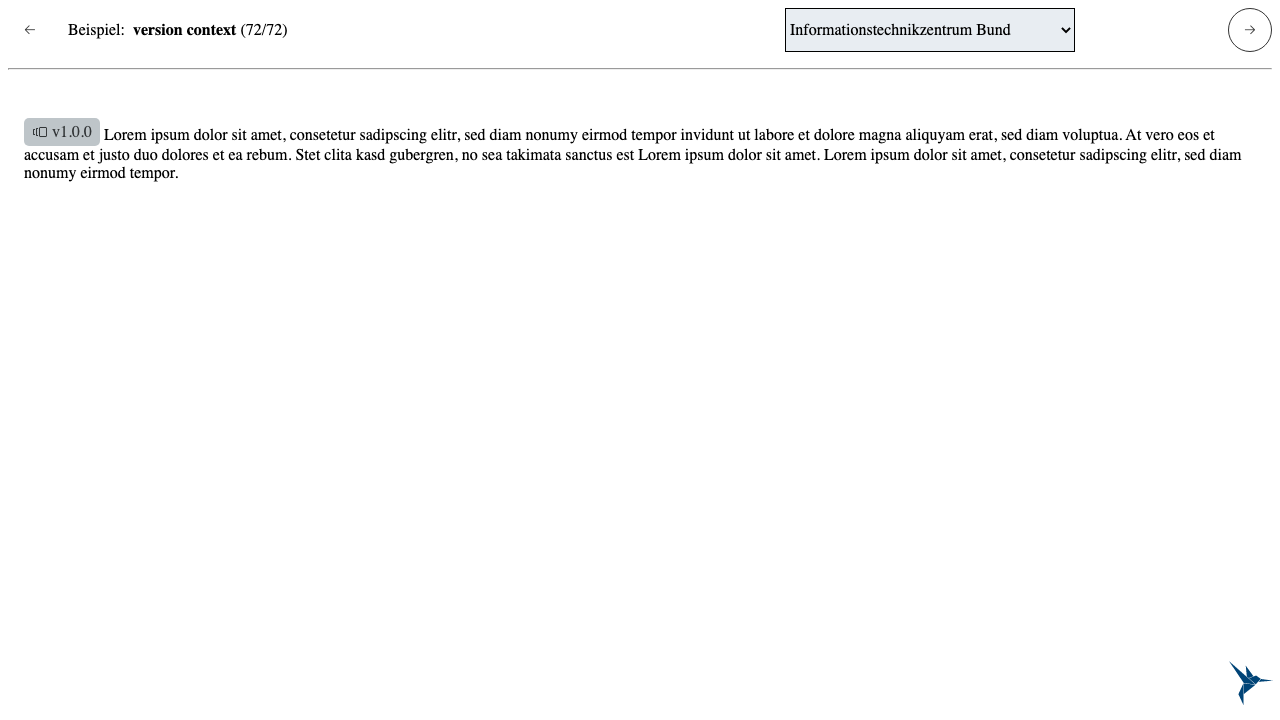 ← Beispiel: version context (72/72) Informationstechnikzentrum Bund →
v1.0.0 Lorem ipsum dolor sit amet, consetetur sadipscing elitr, sed diam nonumy eirmod tempor invidunt ut labore et dolore magna aliquyam erat, sed diam voluptua. At vero eos et
accusam et justo duo dolores et ea rebum. Stet clita kasd gubergren, no sea takimata sanctus est Lorem ipsum dolor sit amet. Lorem ipsum dolor sit amet, consetetur sadipscing elitr, sed diam
nonumy eirmod tempor.